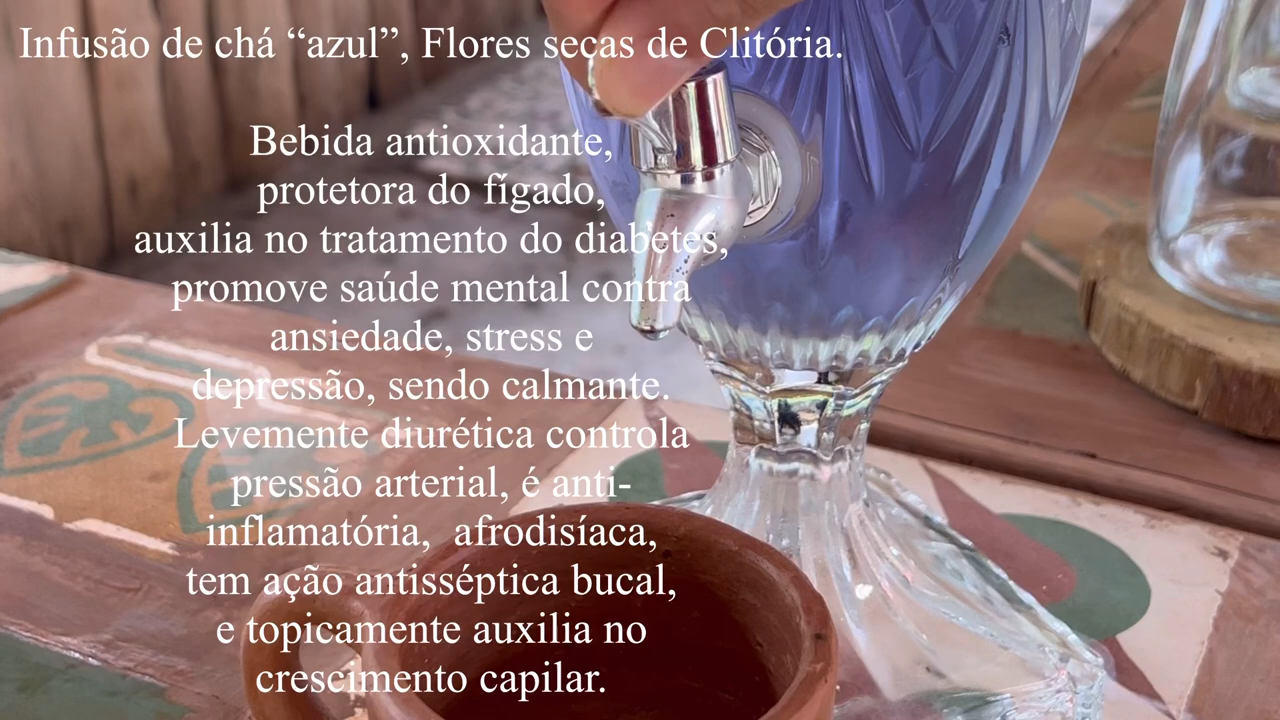 Infusão de chá “azul”, Flores secas de Clitória.
Bebida antioxidante,
protetora do fígado,
auxilia no tratamento do diabetes,
promove saúde mental contra
ansiedade, stress e
depressão, sendo calmante.
Levemente diurética controla
pressão arterial, é anti-
inflamatória,  afrodisíaca,
tem ação antisséptica bucal,
e topicamente auxilia no
crescimento capilar.